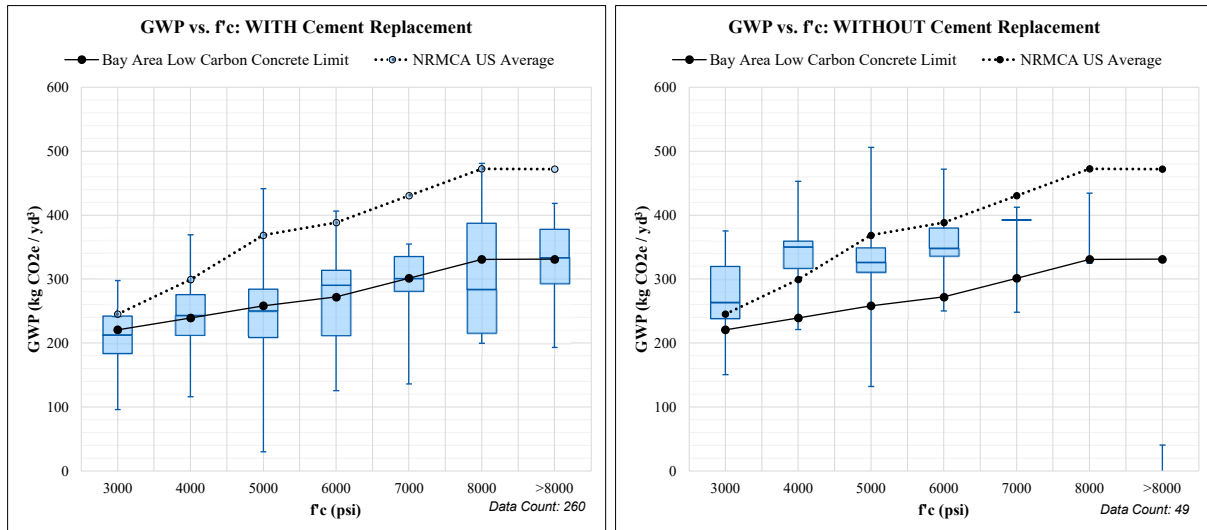 GWP vs. f'c: WITH Cement Replacement
Bay Area Low Carbon Concrete Limit NRMCA US Average
600
500
400
300
200
100
0
GWP (kg CO2e / yd³)
3000 4000 5000 6000 7000 8000 >8000
f'c (psi)
Data Count: 260
GWP vs. f'c: WITHOUT Cement Replacement
Bay Area Low Carbon Concrete Limit NRMCA US Average
600
500
400
300
200
100
0
GWP (kg CO2e / yd³)
3000 4000 5000 6000 7000 8000 >8000
f'c (psi)
Data Count: 49